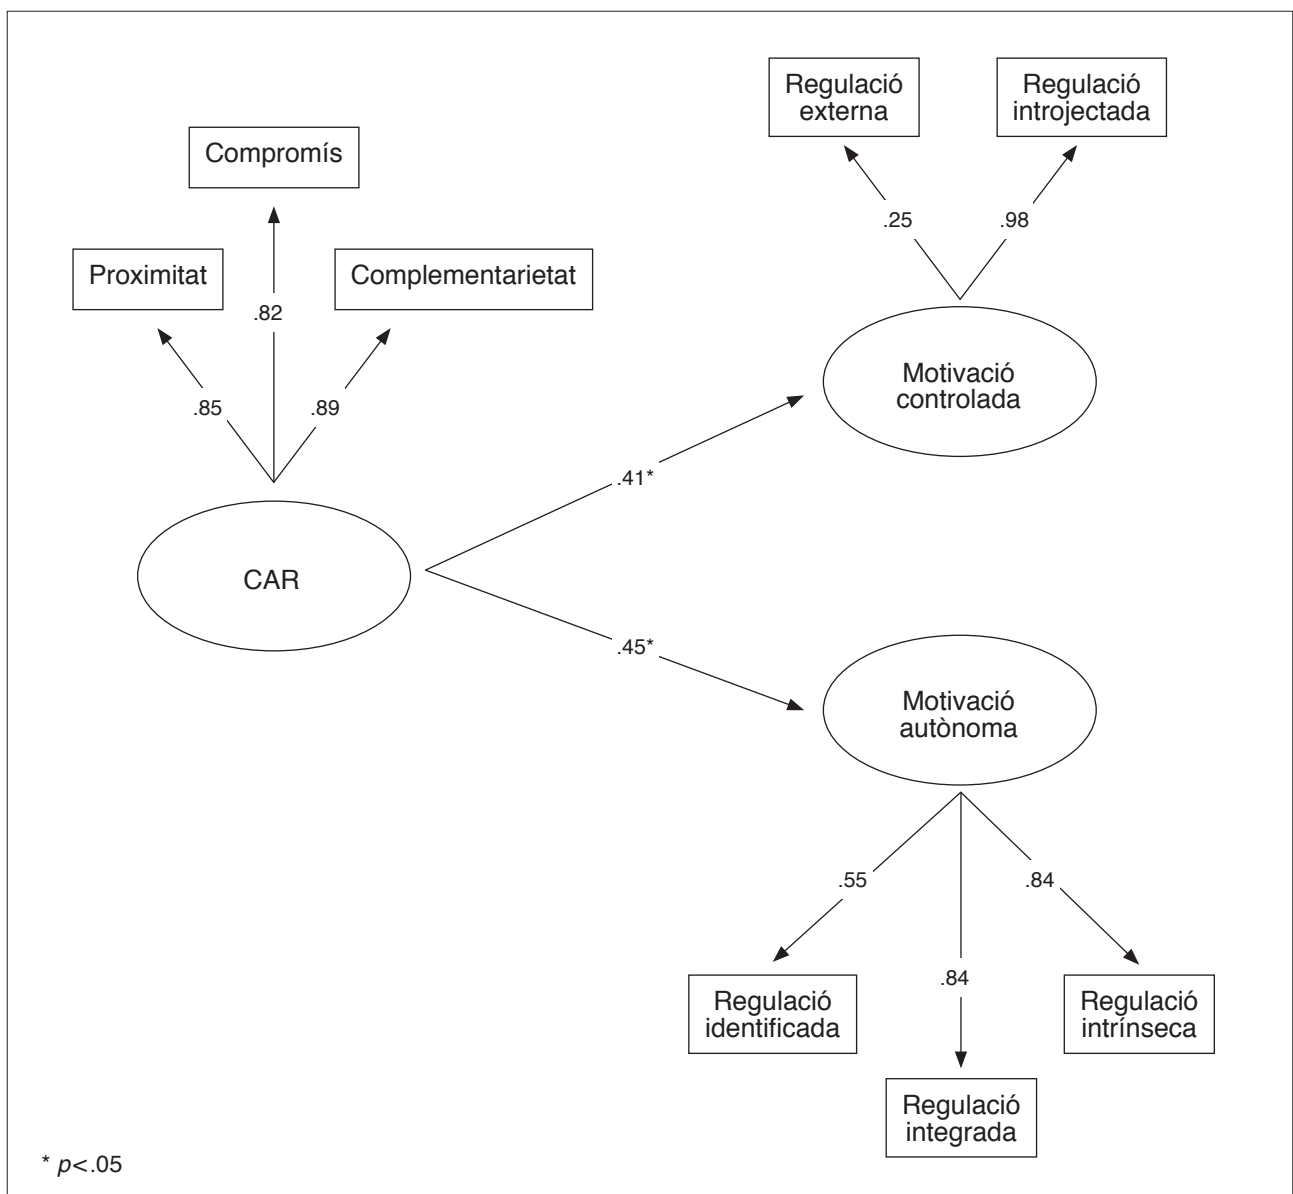 Regulació
externa
Regulació
introjectada
Compromís
.25
.98
Proximitat
Complementarietat
.82
Motivació
controlada
.85
.89
.41*
CAR
.45*
Motivació
autònoma
.55
.84
.84
Regulació
identificada
Regulació
intrínseca
Regulació
integrada
* p<.05